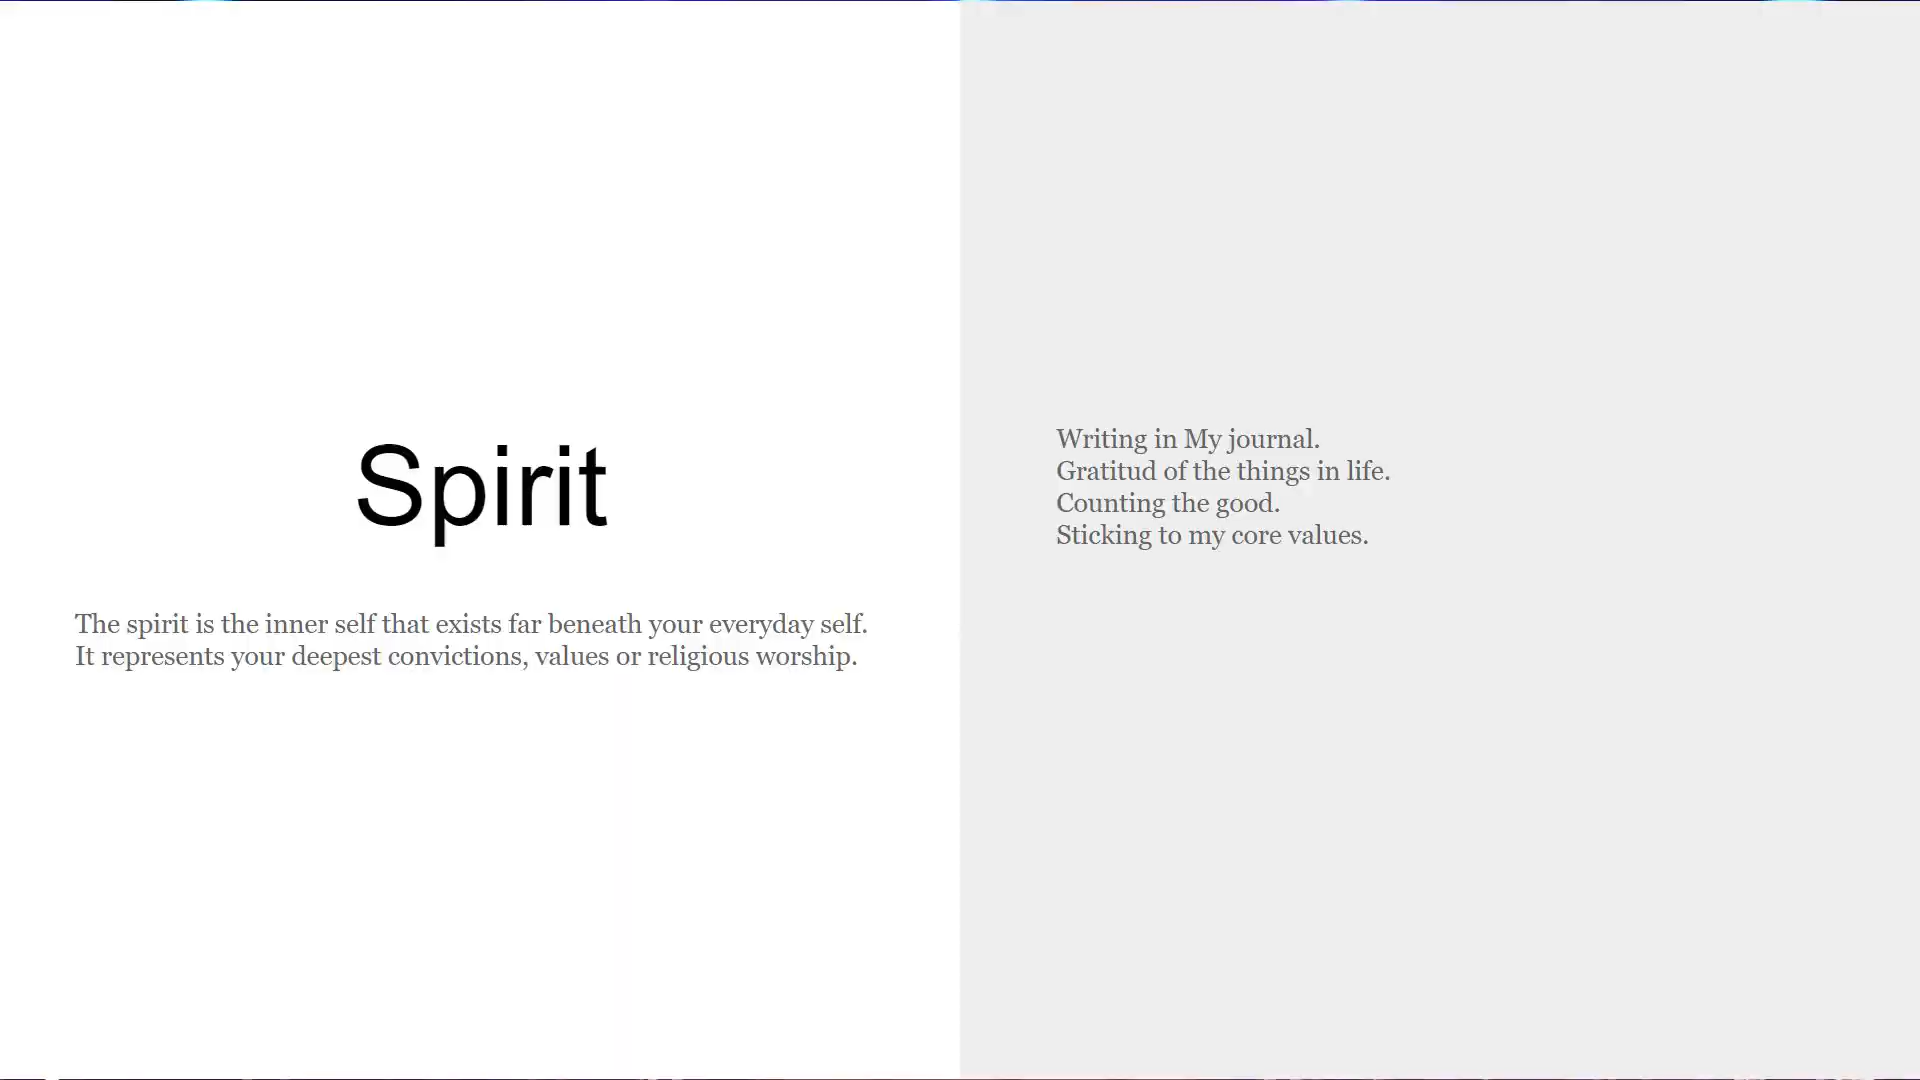 Spirit
The spirit is the inner self that exists far beneath your everyday self.
It represents your deepest convictions, values or religious worship.
Writing in My journal.
Gratitud of the things in life.
Counting the good.
Sticking to my core values.